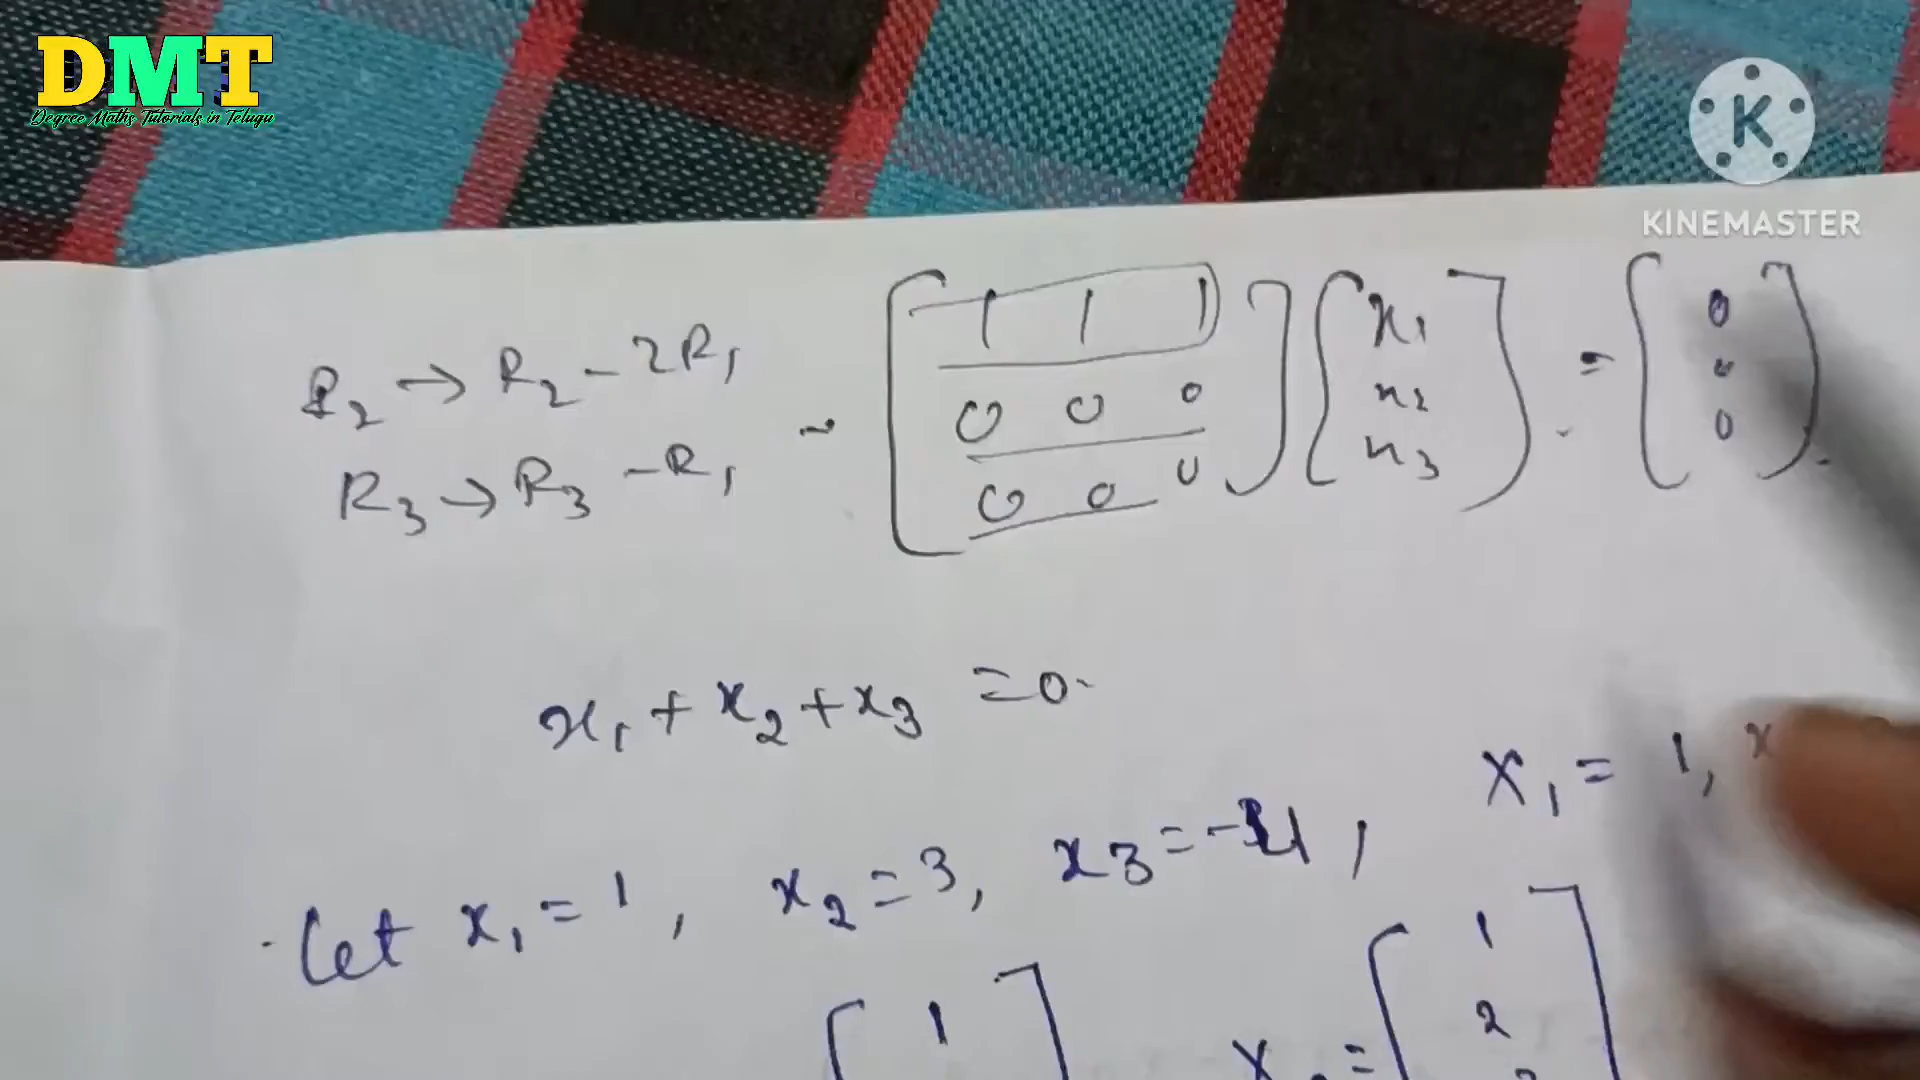 DMT
Degree Maths Tutorials in Telugu
K
KINEMASTER
R2 → R2 - 2R1
R3 → R3 - R1
~ [ 1 1 1 ] [ x1 ] = [ 0 ]
[ 0 0 0 ] [ x2 ] [ 0 ]
[ 0 0 0 ] [ x3 ] [ 0 ]
x1 + x2 + x3 = 0
Let x1 = 1, x2 = 3, x3 = -4, x1 = 1, x
[ 1
[ 1
2